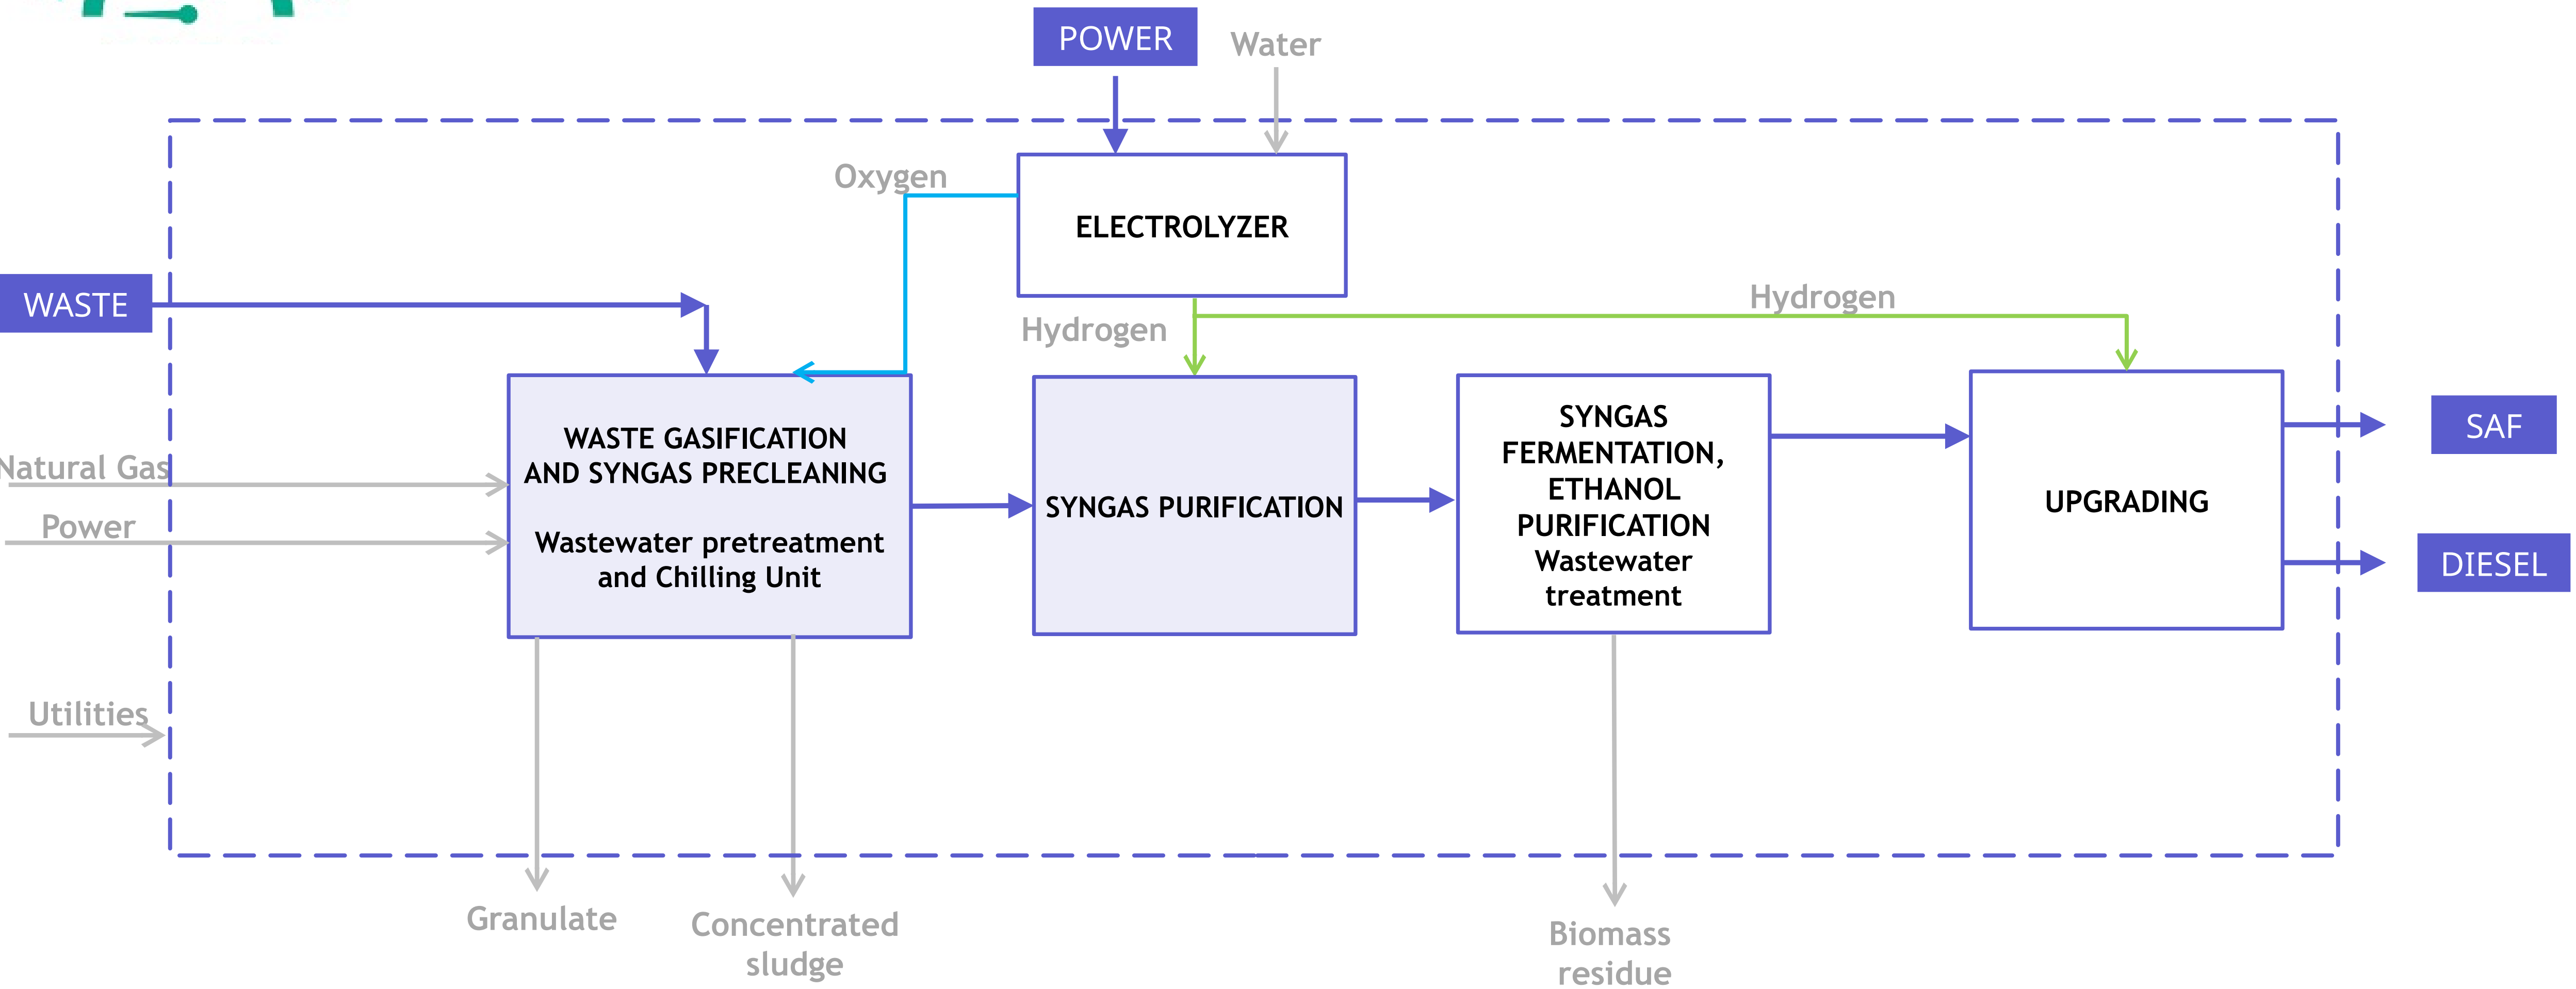 POWER
Water
Oxygen
ELECTROLYZER
WASTE
Hydrogen
Hydrogen
WASTE GASIFICATION
AND SYNGAS PRECLEANING
Wastewater pretreatment
and Chilling Unit
SYNGAS PURIFICATION
SYNGAS
FERMENTATION,
ETHANOL
PURIFICATION
Wastewater
treatment
UPGRADING
SAF
DIESEL
Natural Gas
Power
Utilities
Granulate
Concentrated
sludge
Biomass
residue